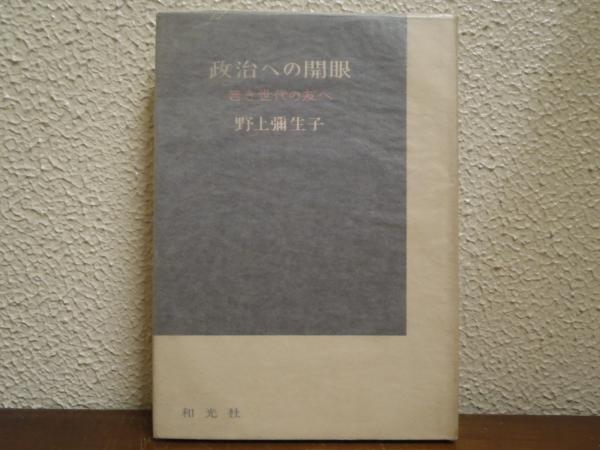 政治への開眼
若き世代の友へ
野上彌生子
和光社